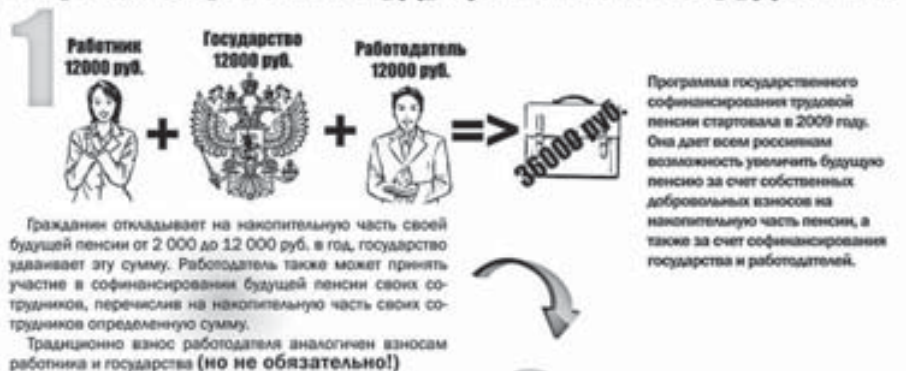 1
Работник
12000 руб.
Государство
12000 руб.
Работодатель
12000 руб.
+
+
=>
36000 руб.
Программа государственного
софинансирования трудовой
пенсии стартовала в 2009 году.
Она дает всем россиянам
возможность увеличить будущую
пенсию за счет собственных
добровольных взносов на
накопительную часть пенсии, а
также за счет софинансирования
государства и работодателей.
Гражданин откладывает на накопительную часть своей
будущей пенсии от 2 000 до 12 000 руб. в год, государство
удваивает эту сумму. Работодатель также может принять
участие в софинансировании будущей пенсии своих со-
трудников, перечислив на накопительную часть своих со-
трудников определенную сумму.
Традиционно взнос работодателя аналогичен взносам
работника и государства (но не обязательно!)